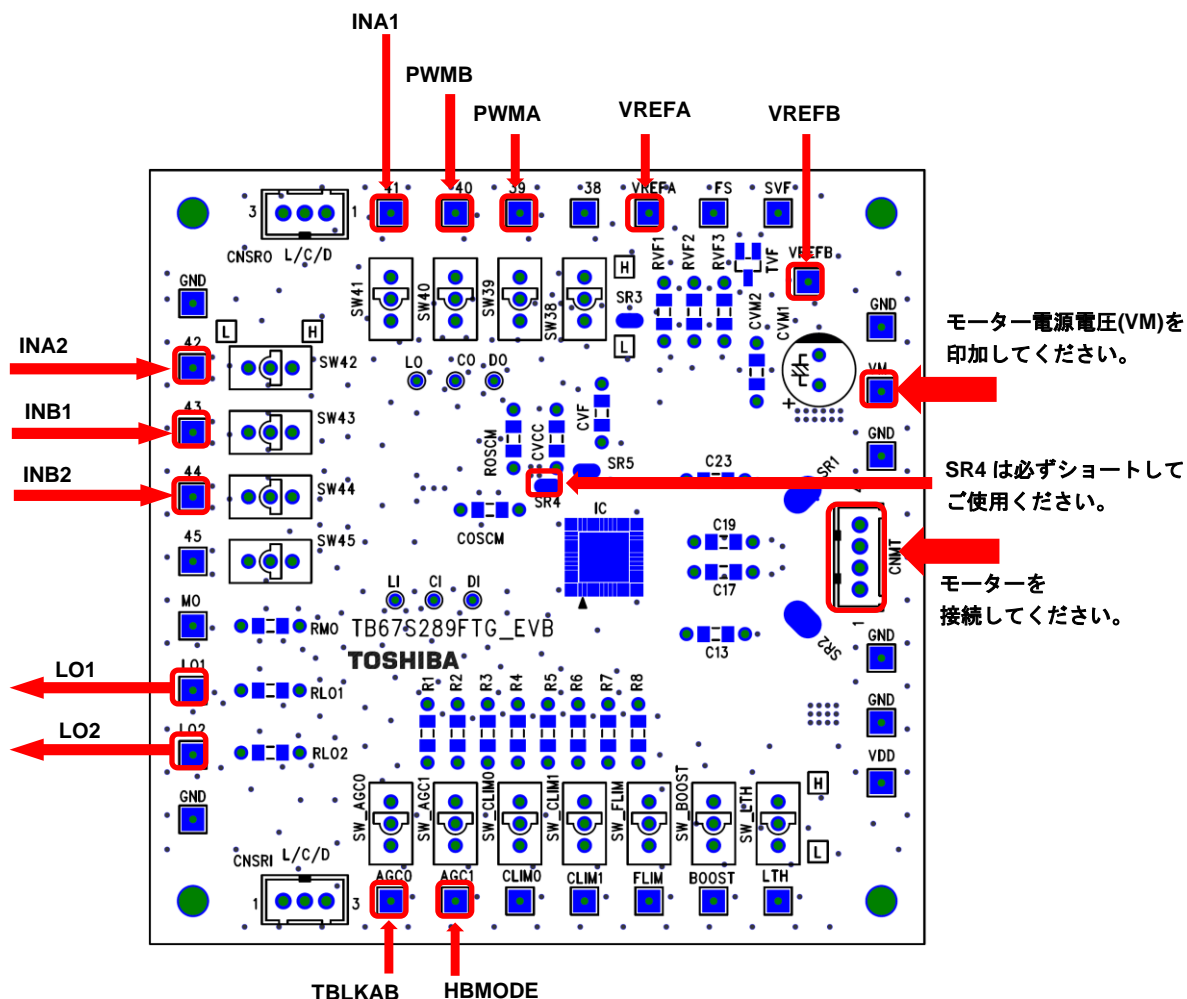 INA1
PWMB
PWMA
VREFA
VREFB
41
40
39
38
VREFA
FS
SVF
3
1
CNSRO
L/C/D
VREFB
TVF
RVF1
RVF2
RVF3
H
SR3
L
SW41
SW40
SW39
SW38
CVM2
CVM1
GND
GND
L
H
42
SW42
INA2
LO
CO
DO
VM
+
モーター電源電圧(VM)を
印加してください。
43
SW43
INB1
ROSCM
CVCC
CVF
GND
44
SW44
INB2
SR5
SR4
C23
SR1
SR4 は必ずショートして
ご使用ください。
COSCM
IC
45
SW45
C19
C17
CNMT
1
モーターを
接続してください。
LI
CI
DI
MO
RMO
TB67S289FTG_EVB
TOSHIBA
C13
SR2
GND
LO1
LO1
RLO1
R1
R2
R3
R4
R5
R6
R7
R8
GND
LO2
LO2
RLO2
VDD
GND
SW_AGC0
SW_AGC1
SW_CLIM0
SW_CLIM1
SW_FLIM
SW_BOOST
SW_LTH
H
L
CNSRI
L/C/D
1
3
AGC0
AGC1
CLIM0
CLIM1
FLIM
BOOST
LTH
TBLKAB
HBMODE